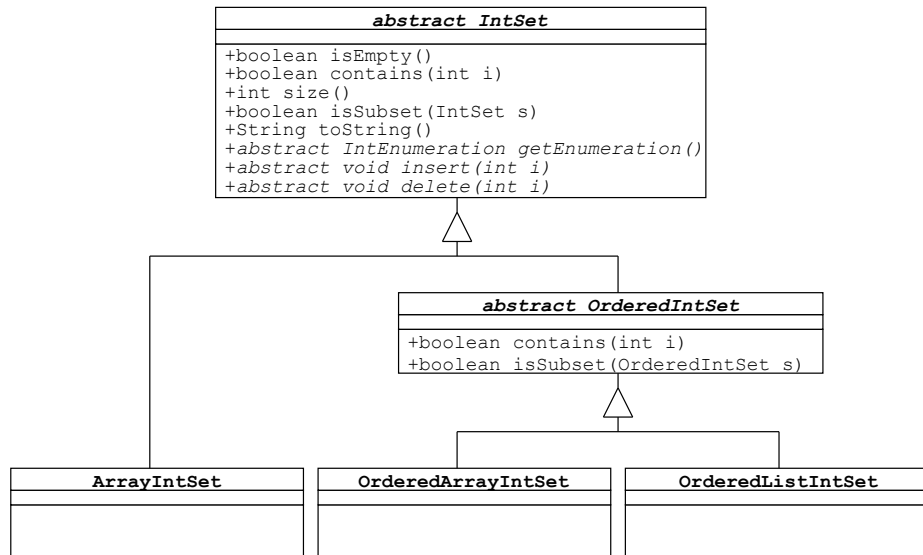 abstract IntSet
+boolean isEmpty()
+boolean contains(int i)
+int size()
+boolean isSubset(IntSet s)
+String toString()
+abstract IntEnumeration getEnumeration()
+abstract void insert(int i)
+abstract void delete(int i)
abstract OrderedIntSet
+boolean contains(int i)
+boolean isSubset(OrderedIntSet s)
ArrayIntSet
OrderedArrayIntSet
OrderedListIntSet